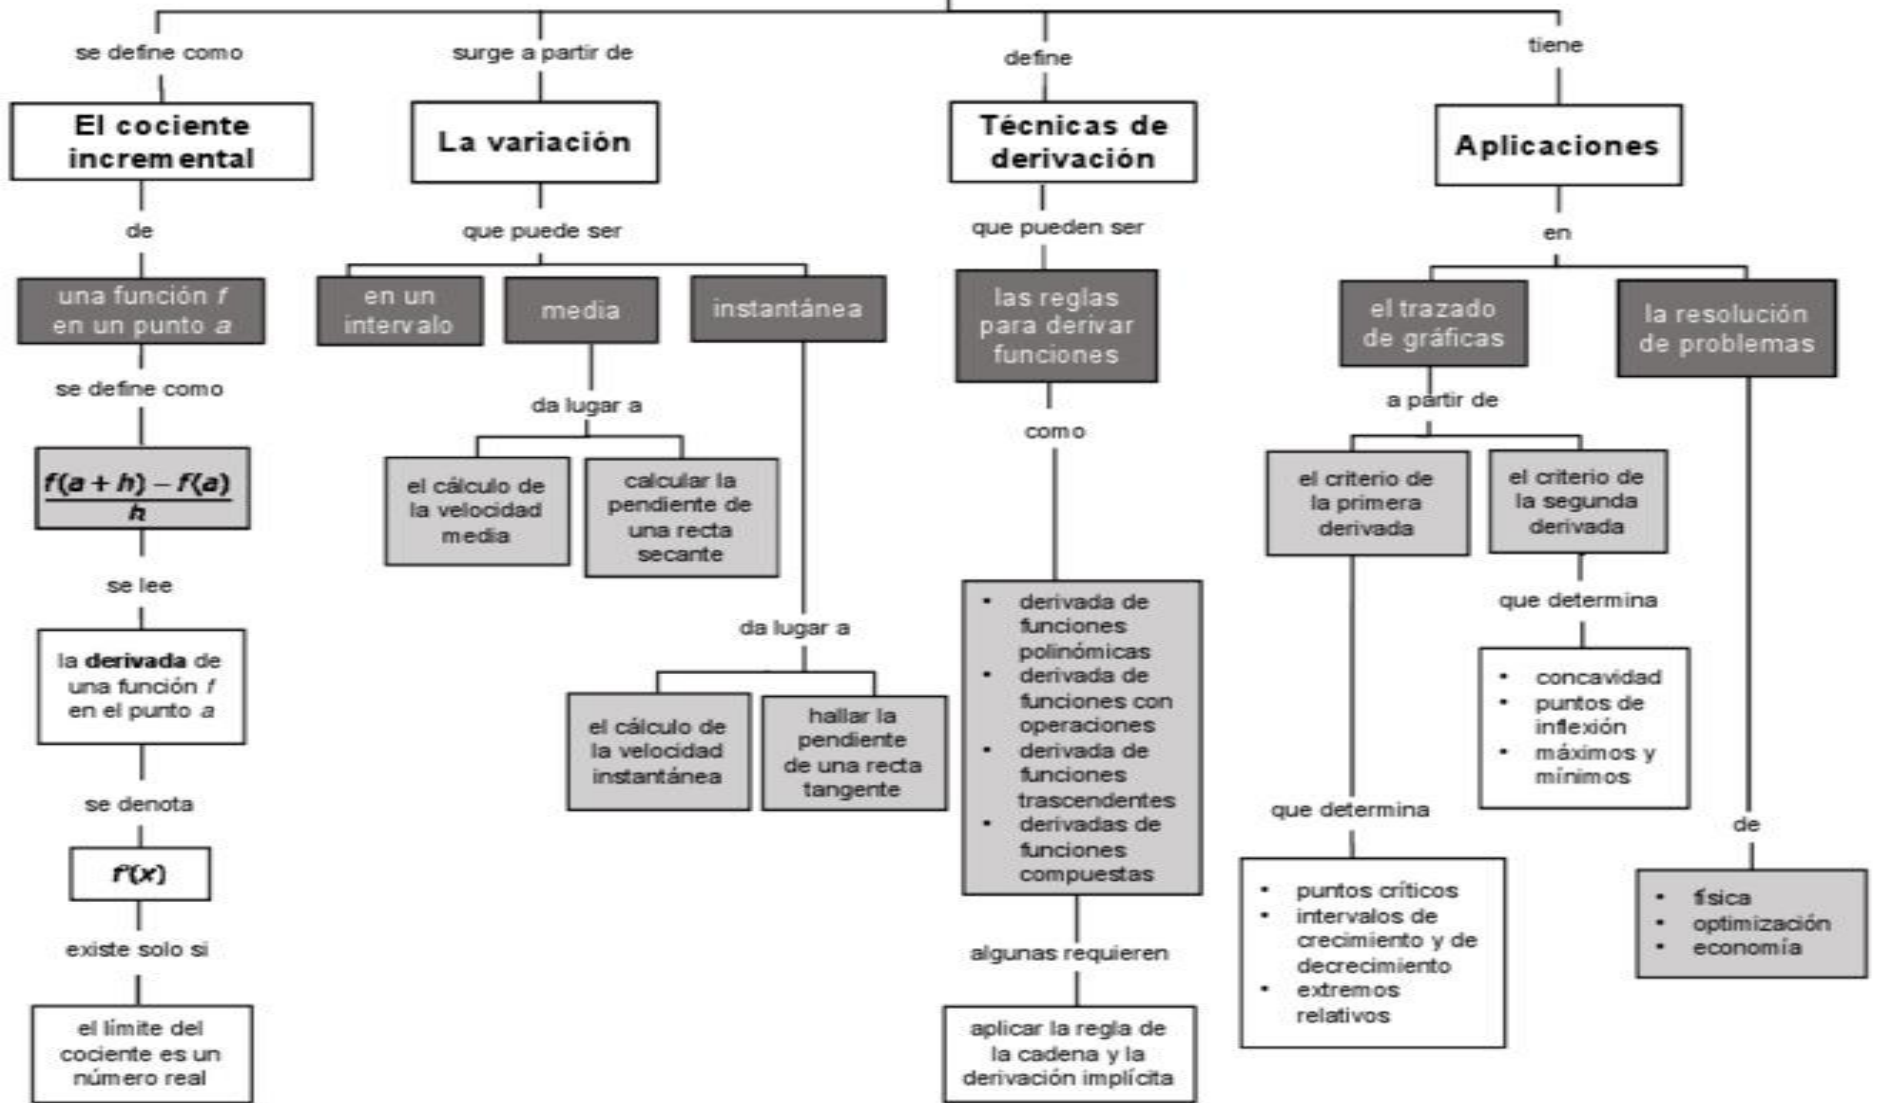 se define como
El cociente
incremental
de
una función f
en un punto a
se define como
f(a + h) – f(a)
h
se lee
la derivada de
una función f
en el punto a
se denota
f'(x)
existe solo si
el límite del
cociente es un
número real
surge a partir de
La variación
que puede ser
en un
intervalo
media
da lugar a
el cálculo de
la velocidad
media
calcular la
pendiente de
una recta
secante
instantánea
da lugar a
el cálculo de
la velocidad
instantánea
hallar la
pendiente
de una recta
tangente
define
Técnicas de
derivación
que pueden ser
las reglas
para derivar
funciones
como
• derivada de
funciones
polinómicas
• derivada de
funciones con
operaciones
• derivada de
funciones
trascendentes
• derivadas de
funciones
compuestas
algunas requieren
aplicar la regla de
la cadena y la
derivación implícita
tiene
Aplicaciones
en
el trazado
de gráficas
a partir de
el criterio de
la primera
derivada
que determina
• puntos críticos
• intervalos de
crecimiento y de
decrecimiento
• extremos
relativos
el criterio de
la segunda
derivada
que determina
• concavidad
• puntos de
inflexión
• máximos y
mínimos
la resolución
de problemas
de
• física
• optimización
• economía